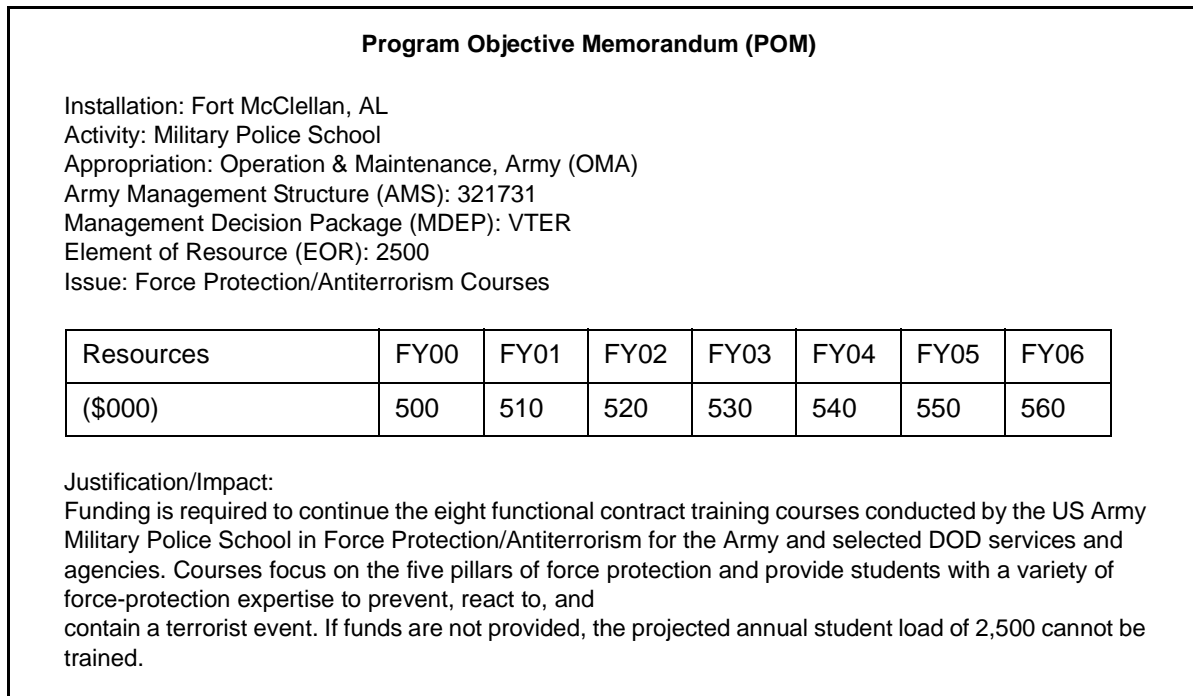 Program Objective Memorandum (POM)
Installation: Fort McClellan, AL
Activity: Military Police School
Appropriation: Operation & Maintenance, Army (OMA)
Army Management Structure (AMS): 321731
Management Decision Package (MDEP): VTER
Element of Resource (EOR): 2500
Issue: Force Protection/Antiterrorism Courses
Resources FY00 FY01 FY02 FY03 FY04 FY05 FY06
($000) 500 510 520 530 540 550 560
Justification/Impact:
Funding is required to continue the eight functional contract training courses conducted by the US Army
Military Police School in Force Protection/Antiterrorism for the Army and selected DOD services and
agencies. Courses focus on the five pillars of force protection and provide students with a variety of
force-protection expertise to prevent, react to, and
contain a terrorist event. If funds are not provided, the projected annual student load of 2,500 cannot be
trained.